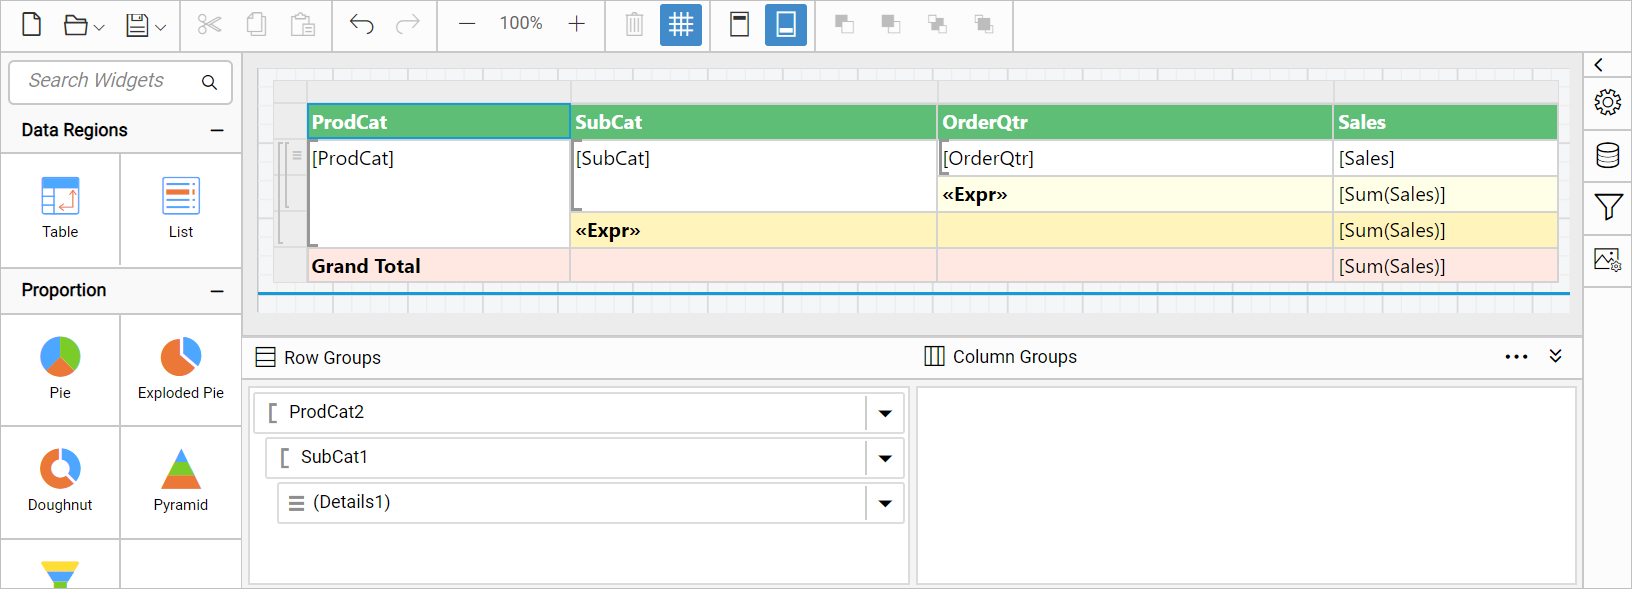 100%
Search Widgets
Data Regions
Table
List
Proportion
Pie
Exploded Pie
Doughnut
Pyramid
ProdCat SubCat OrderQtr Sales
[ProdCat] [SubCat] [OrderQtr] [Sales]
«Expr» [Sum(Sales)]
«Expr» [Sum(Sales)]
Grand Total [Sum(Sales)]
Row Groups
Column Groups
ProdCat2
SubCat1
(Details1)